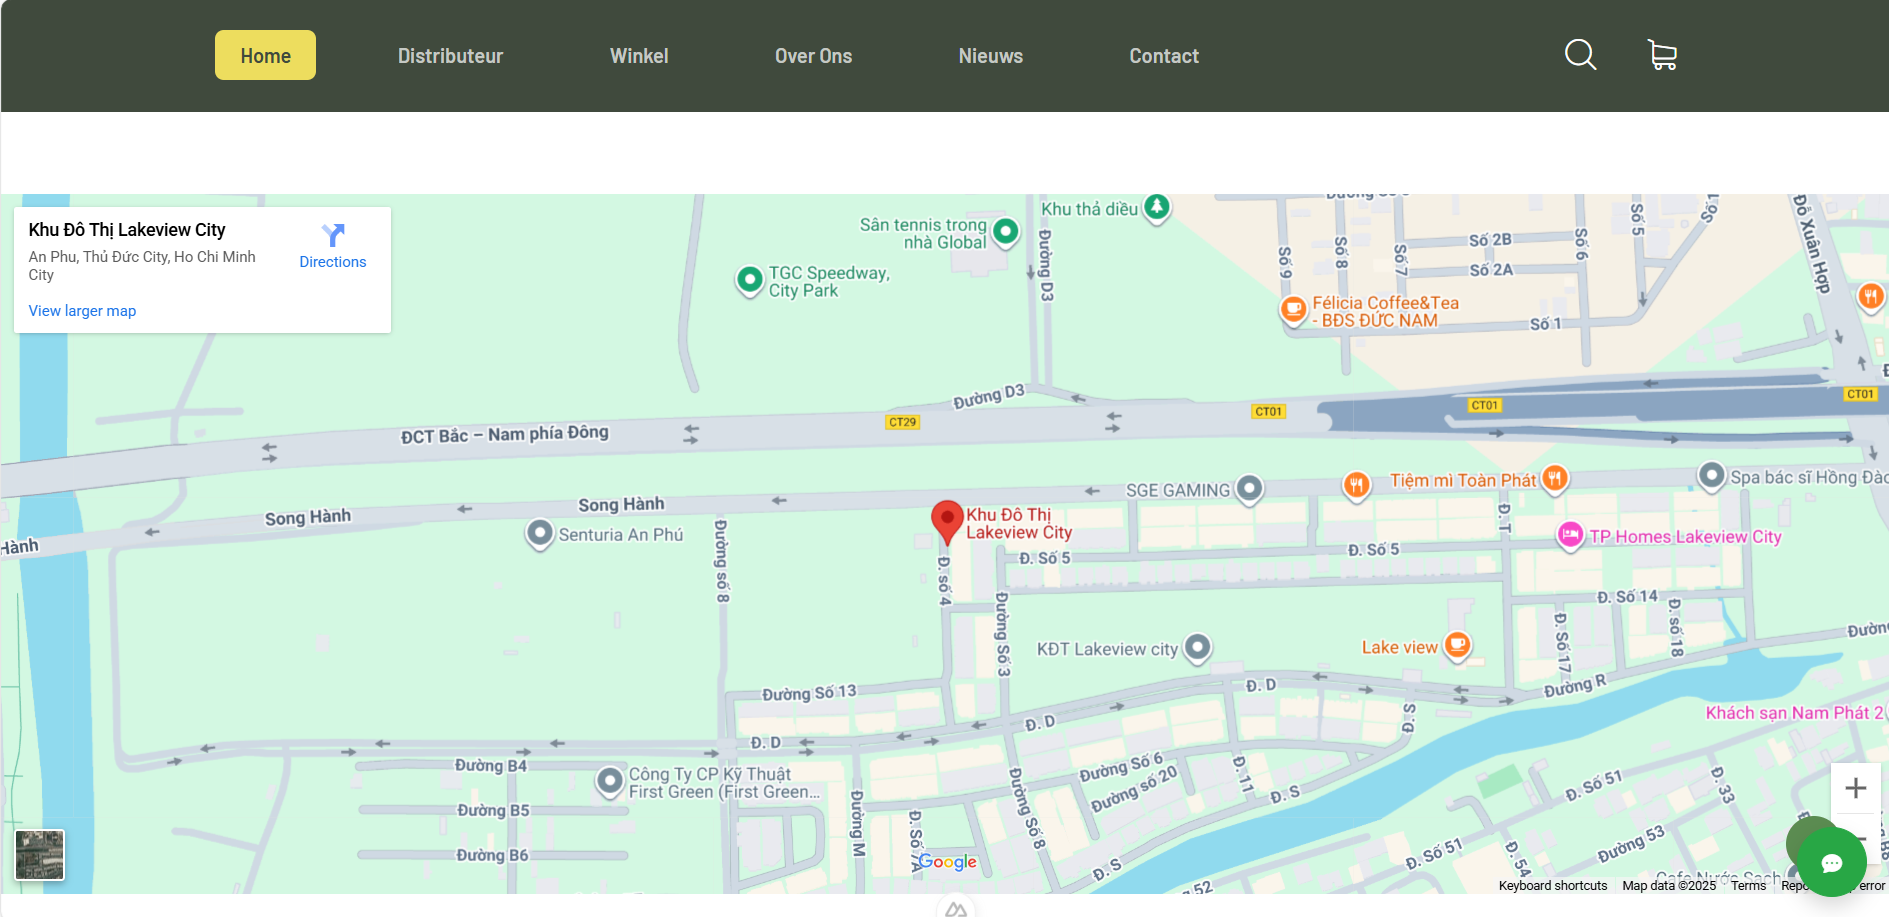 Home
Distributeur
Winkel
Over Ons
Nieuws
Contact
Khu Đô Thị Lakeview City
An Phu, Thủ Đức City, Ho Chi Minh
City
Directions
View larger map
Sân tennis trong
nhà Global
Khu thả diều
Đường D3
TGC Speedway,
City Park
Số 9
Số 8
Số 7
Số 2B
Số 2A
Số 6
Số 5
Số 1
Đỗ Xuân Hợp
Félicia Coffee&Tea
- BĐS ĐỨC NAM
Số 1
Đường D3
CT29
CT01
CT01
CT01
ĐCT Bắc – Nam phía Đông
Song Hành
Song Hành
Hành
Senturia An Phú
Đường số 8
Khu Đô Thị
Lakeview City
SGE GAMING
Tiệm mì Toàn Phát
Spa bác sĩ Hồng Đào
Đ. T
TP Homes Lakeview City
Đ. Số 5
Đ. Số 5
Đ. số 4
Đường Số 3
Đ. Số 14
Đ. Số 17
Đ. số 18
KĐT Lakeview city
Lake view
Đường Số 13
Đ. D
Đ. D
Đ. D
Đường R
Đ. S
Khách sạn Nam Phát 2
Đường B4
Đường B5
Đường B6
Công Ty CP Kỹ Thuật
First Green (First Green...
Đường M
Đ. Số 7A
Đường Số 8
Đường Số 6
Đường số 20
Đ. 11
Đ. S
Đ. S
Đ. Số 51
Đ. 33
Đ. Số 51
Đường 53
Đ. 54
52
Google
Keyboard shortcuts
Map data ©2025
Terms
error